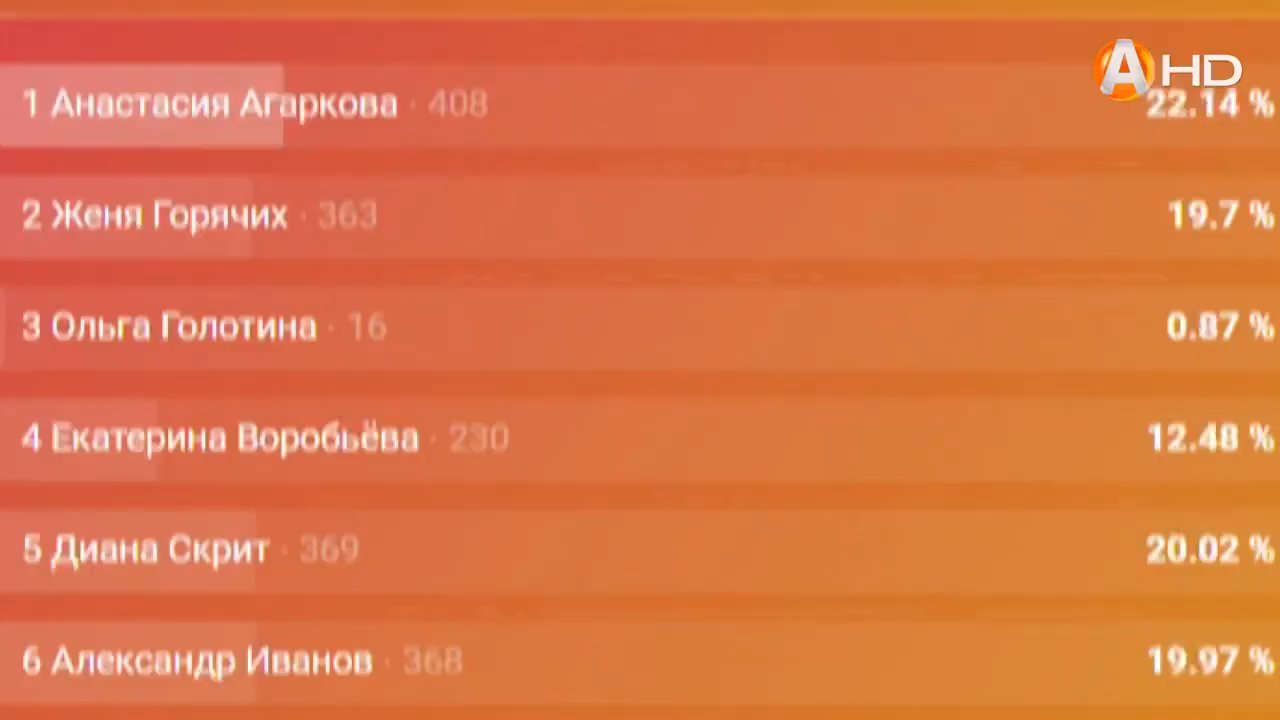 A HD
1 Анастасия Агаркова · 408 22.14 %
2 Женя Горячих · 363 19.7 %
3 Ольга Голотина · 16 0.87 %
4 Екатерина Воробьёва · 230 12.48 %
5 Диана Скрит · 369 20.02 %
6 Александр Иванов · 368 19.97 %